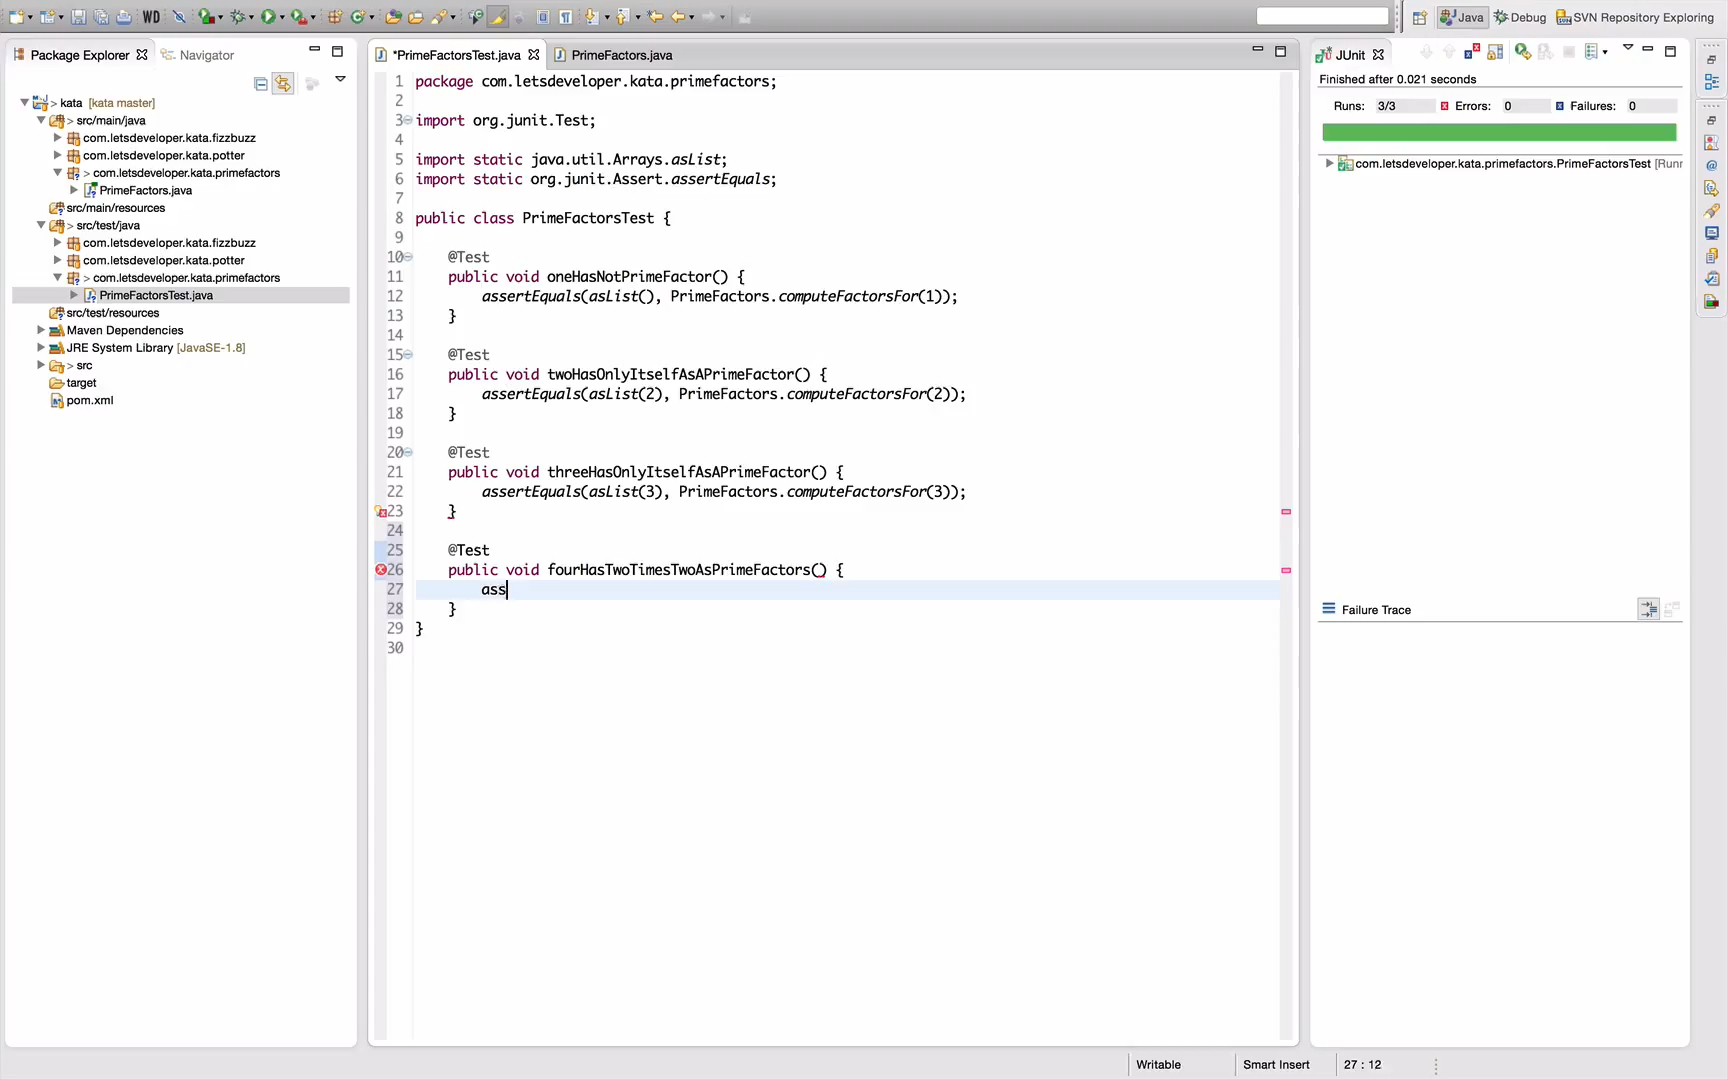 WD
Java
Debug
SVN Repository Exploring
Package Explorer
Navigator
> kata [kata master]
> src/main/java
com.letsdeveloper.kata.fizzbuzz
com.letsdeveloper.kata.potter
> com.letsdeveloper.kata.primefactors
PrimeFactors.java
src/main/resources
> src/test/java
com.letsdeveloper.kata.fizzbuzz
com.letsdeveloper.kata.potter
> com.letsdeveloper.kata.primefactors
PrimeFactorsTest.java
src/test/resources
Maven Dependencies
JRE System Library [JavaSE-1.8]
> src
target
pom.xml
*PrimeFactorsTest.java
PrimeFactors.java
1 package com.letsdeveloper.kata.primefactors;
2
3 import org.junit.Test;
4
5 import static java.util.Arrays.asList;
6 import static org.junit.Assert.assertEquals;
7
8 public class PrimeFactorsTest {
9
10 @Test
11 public void oneHasNotPrimeFactor() {
12 assertEquals(asList(), PrimeFactors.computeFactorsFor(1));
13 }
14
15 @Test
16 public void twoHasOnlyItselfAsAPrimeFactor() {
17 assertEquals(asList(2), PrimeFactors.computeFactorsFor(2));
18 }
19
20 @Test
21 public void threeHasOnlyItselfAsAPrimeFactor() {
22 assertEquals(asList(3), PrimeFactors.computeFactorsFor(3));
23 }
24
25 @Test
26 public void fourHasTwoTimesTwoAsPrimeFactors() {
27 ass
28 }
29 }
30
JUnit
Finished after 0.021 seconds
Runs: 3/3 Errors: 0 Failures: 0
com.letsdeveloper.kata.primefactors.PrimeFactorsTest [Runr
Failure Trace
Writable
Smart Insert
27 : 12